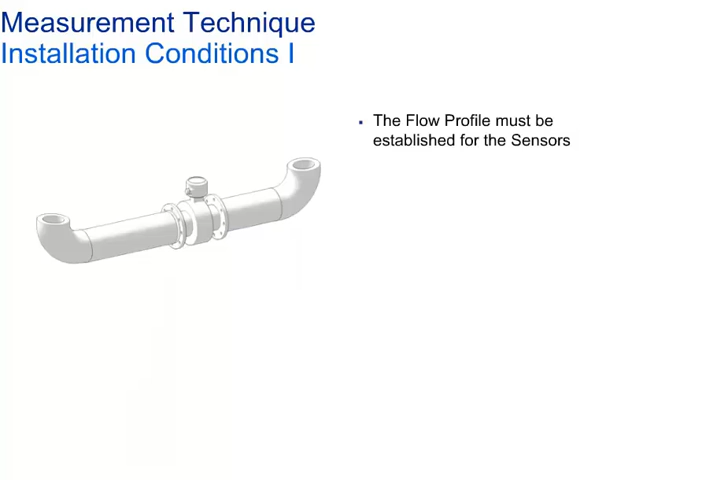 Measurement Technique
Installation Conditions I
▪ The Flow Profile must be
established for the Sensors